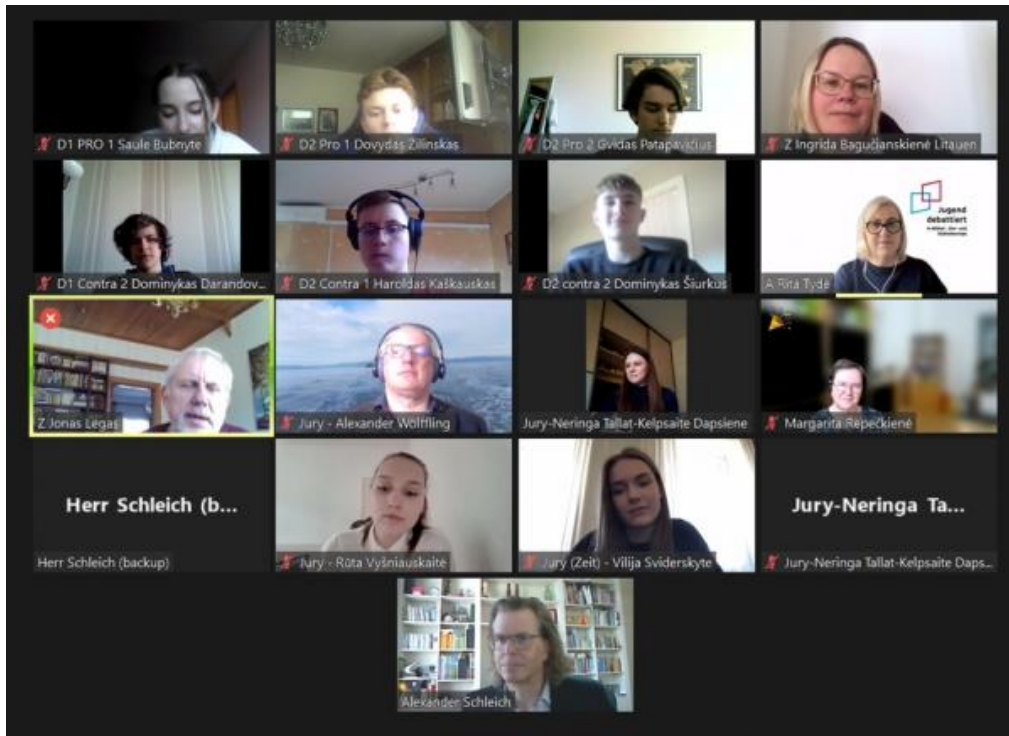 D1 PRO 1 Saule Bubnyte
D2 Pro 1 Dovydas Žilinskas
D2 Pro 2 Gvidas Patapavičius
Z Ingrida Bagučianskienė Litauen
D1 Contra 2 Dominykas Darandov...
D2 Contra 1 Haroldas Kaškauskas
D2 contra 2 Dominykas Šiurkus
Jugend
debattiert
A Rita Tydė
Z Jonas Legas
Jury - Alexander Wölffling
Jury-Neringa Tallat-Kelpsaite Dapsiene
Margarita Repečkienė
Herr Schleich (b...
Herr Schleich (backup)
Jury - Rūta Vyšniauskaitė
Jury (Zeit) - Vilija Sviderskyte
Jury-Neringa Ta...
Jury-Neringa Tallat-Kelpsaite Daps...
Alexander Schleich